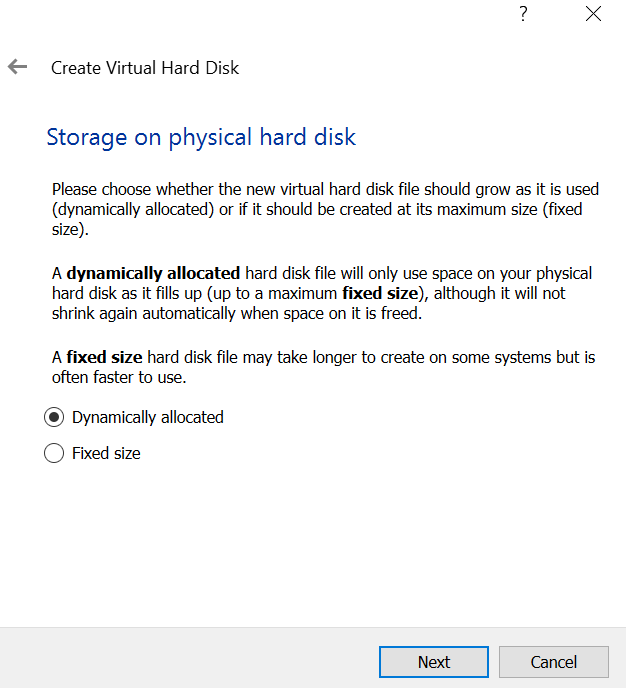 ?
Create Virtual Hard Disk
Storage on physical hard disk
Please choose whether the new virtual hard disk file should grow as it is used
(dynamically allocated) or if it should be created at its maximum size (fixed
size).
A dynamically allocated hard disk file will only use space on your physical
hard disk as it fills up (up to a maximum fixed size), although it will not
shrink again automatically when space on it is freed.
A fixed size hard disk file may take longer to create on some systems but is
often faster to use.
Dynamically allocated
Fixed size
Next Cancel